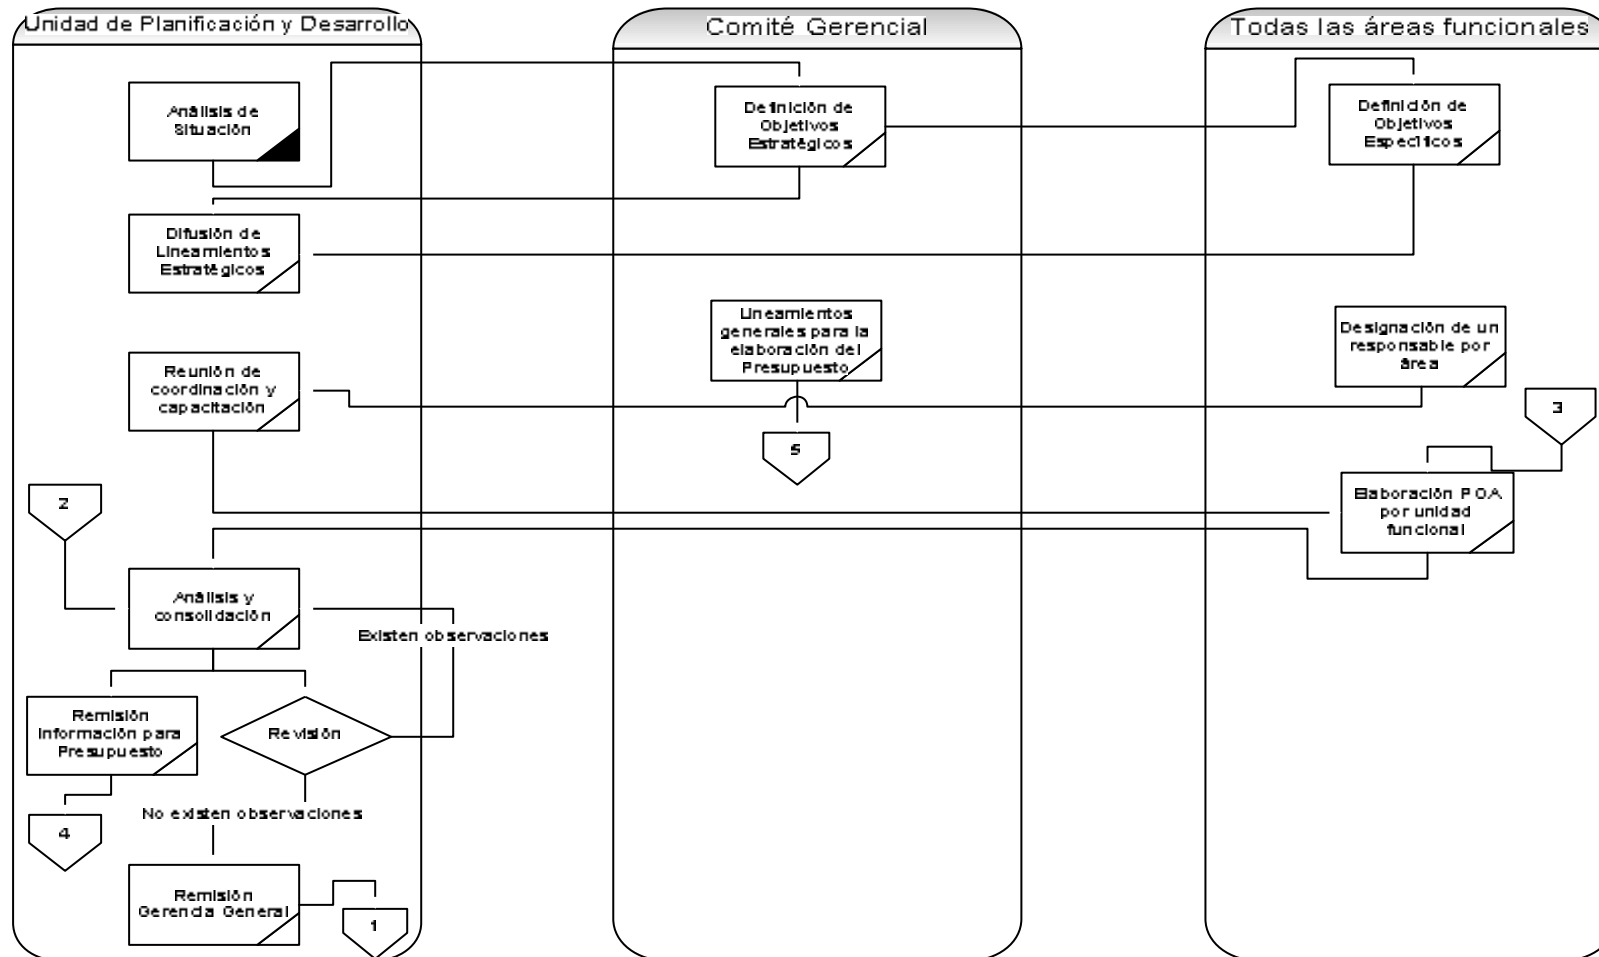 Unidad de Planificación y Desarrollo
Comité Gerencial
Todas las áreas funcionales
Análisis de
Situación
Definición de
Objetivos
Estratégicos
Definición de
Objetivos
Específicos
Difusión de
Lineamientos
Estratégicos
Lineamientos
generales para la
elaboración del
Presupuesto
Designación de un
responsable por
área
Reunión de
coordinación y
capacitación
3
5
2
Elaboración POA
por unidad
funcional
Análisis y
consolidación
Existen observaciones
Remisión
Información para
Presupuesto
Revisión
No existen observaciones
4
Remisión
Gerencia General
1